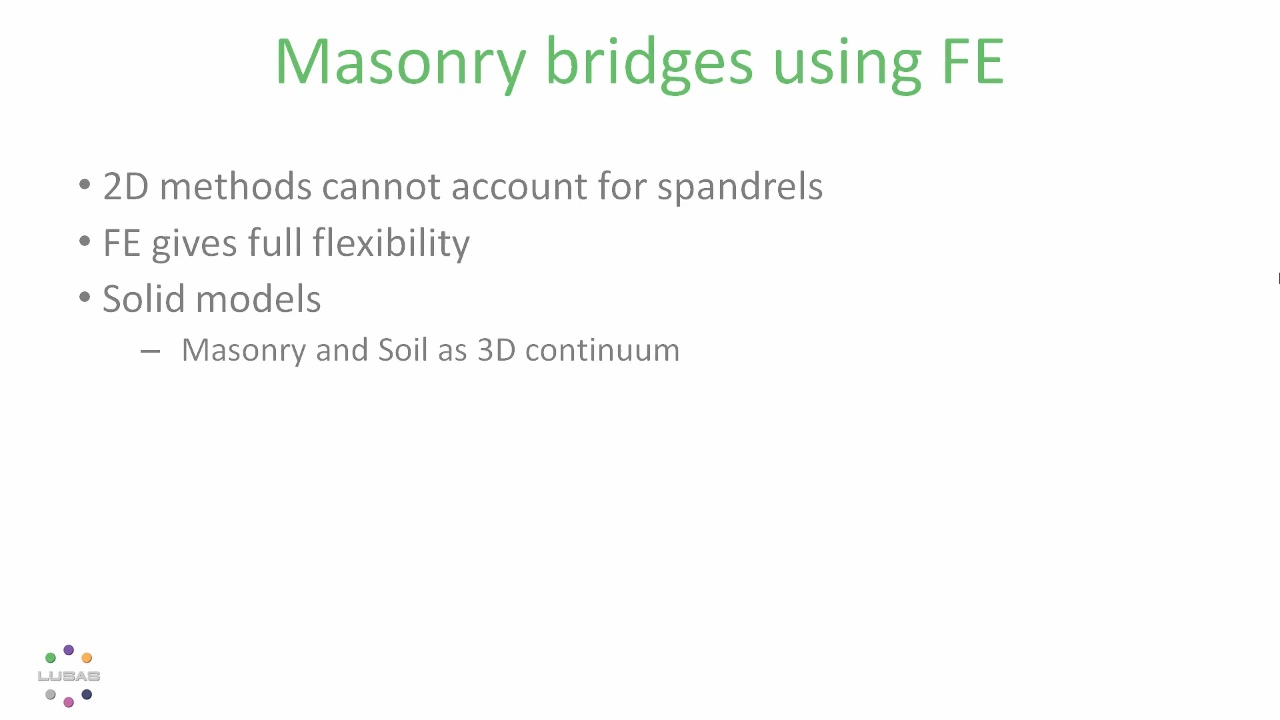 Masonry bridges using FE
• 2D methods cannot account for spandrels
• FE gives full flexibility
• Solid models
– Masonry and Soil as 3D continuum
LUSAS